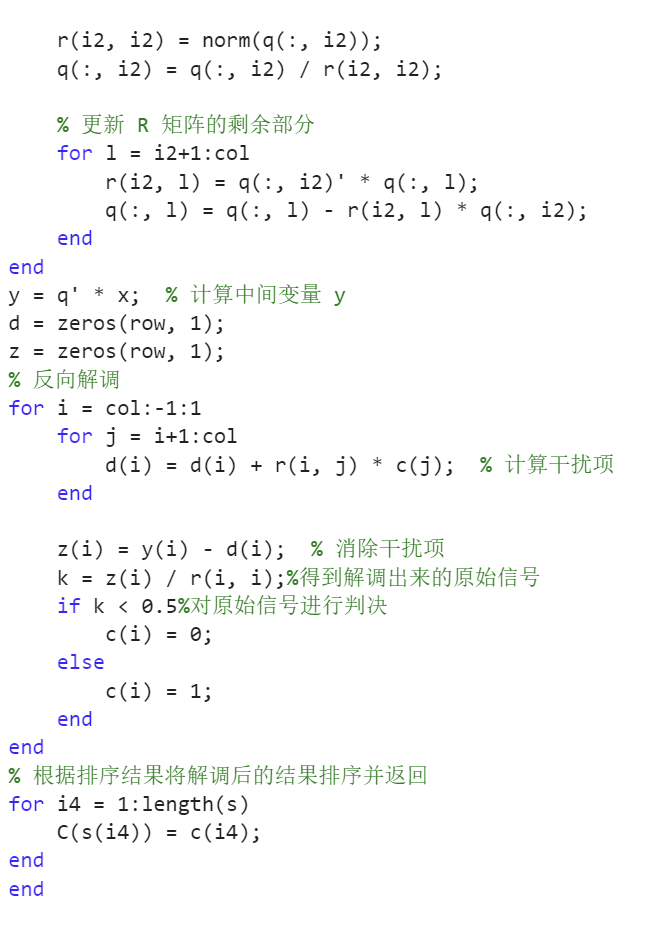 r(i2, i2) = norm(q(:, i2));
    q(:, i2) = q(:, i2) / r(i2, i2);
    % 更新 R 矩阵的剩余部分
    for l = i2+1:col
        r(i2, l) = q(:, i2)' * q(:, l);
        q(:, l) = q(:, l) - r(i2, l) * q(:, i2);
    end
end
y = q' * x;  % 计算中间变量 y
d = zeros(row, 1);
z = zeros(row, 1);
% 反向解调
for i = col:-1:1
    for j = i+1:col
        d(i) = d(i) + r(i, j) * c(j);  % 计算干扰项
    end
    z(i) = y(i) - d(i);  % 消除干扰项
    k = z(i) / r(i, i);%得到解调出来的原始信号
    if k < 0.5%对原始信号进行判决
        c(i) = 0;
    else
        c(i) = 1;
    end
end
% 根据排序结果将解调后的结果排序并返回
for i4 = 1:length(s)
    C(s(i4)) = c(i4);
end
end